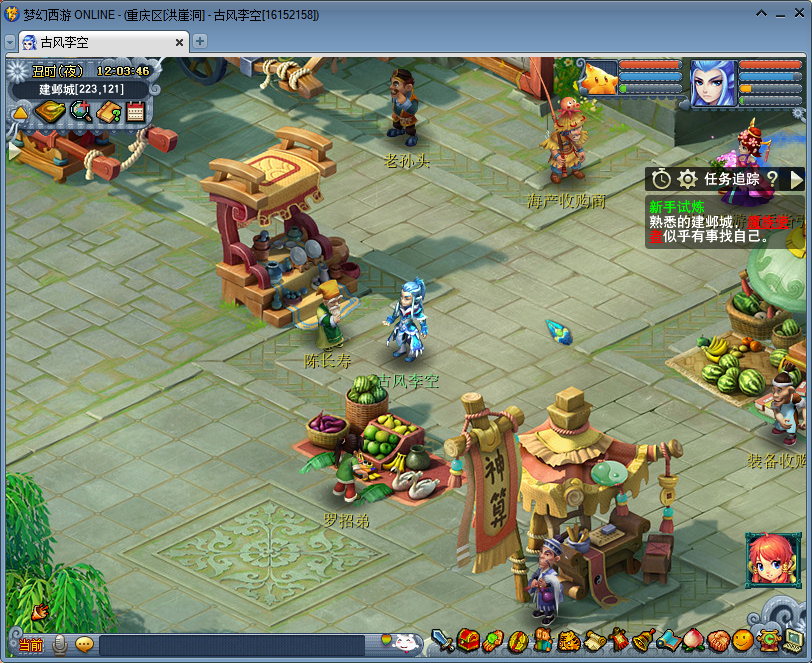 梦幻西游 ONLINE - (重庆区[洪崖洞] - 古风李空[16152158])
古风李空
丑时(夜) 12:03:46
建邺城[223,121]
老孙头
海产收购商
任务追踪 ?
新手试炼
熟悉的建邺城，
似乎有事找自己。
陈长寿
古风李空
装备收购
神算
罗招弟
当前